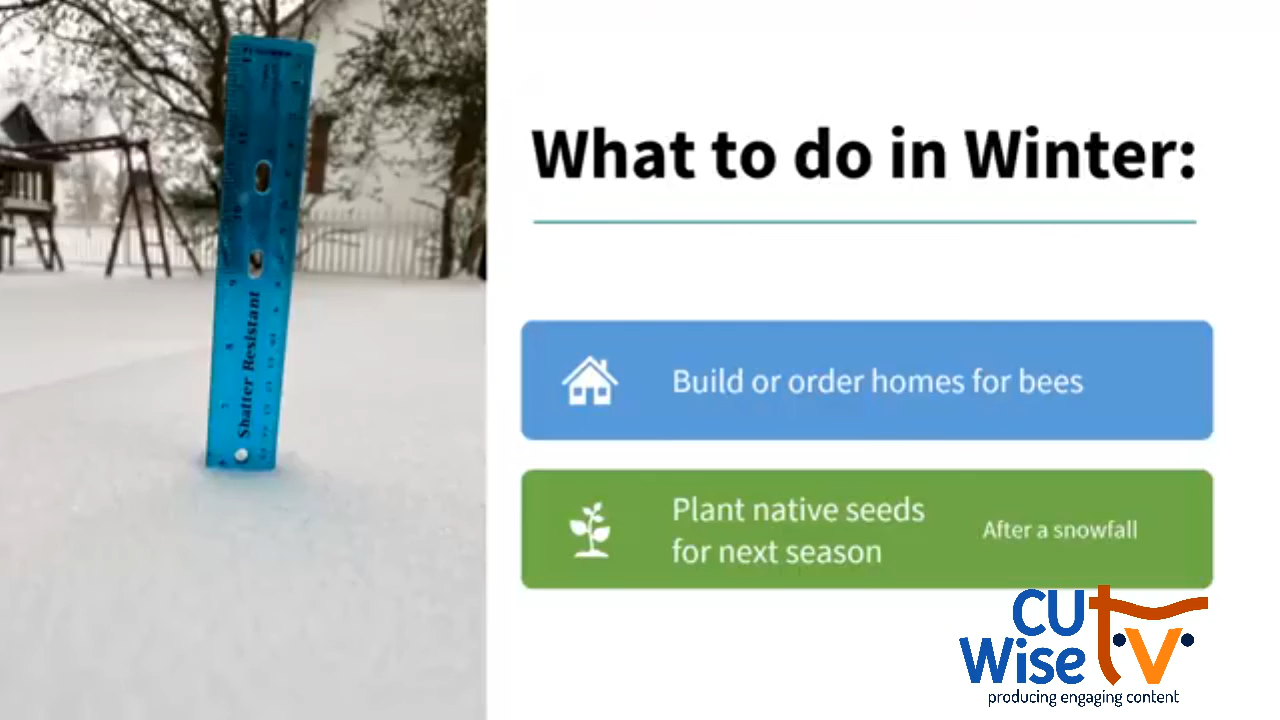 What to do in Winter:
Build or order homes for bees
Plant native seeds
for next season
After a snowfall
Shatter Resistant
CU
Wise tv
producing engaging content